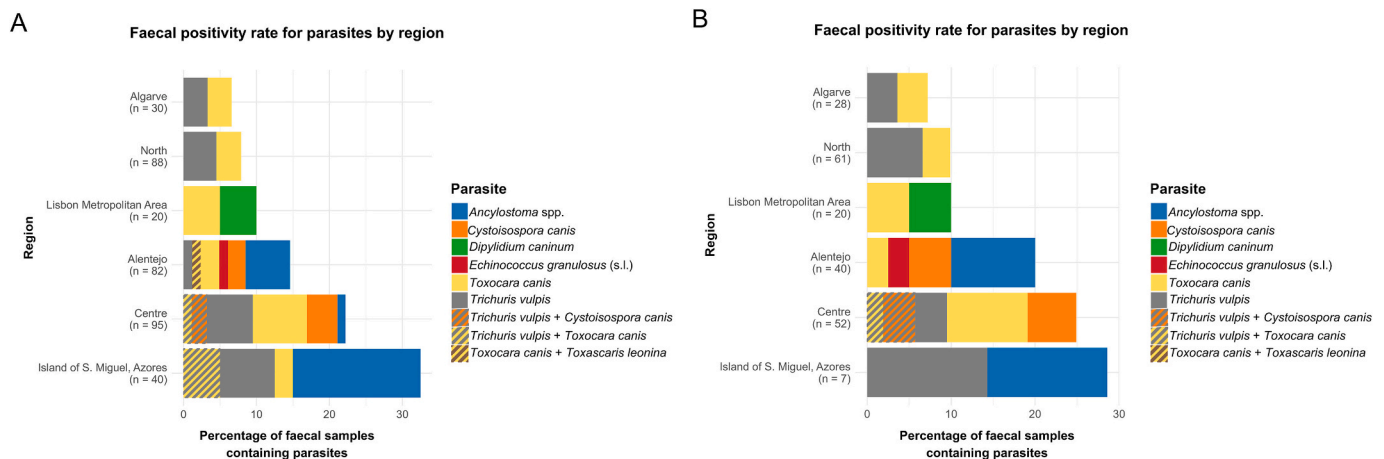 A
Faecal positivity rate for parasites by region
Region
Algarve
(n = 30)
North
(n = 88)
Lisbon Metropolitan Area
(n = 20)
Alentejo
(n = 82)
Centre
(n = 95)
Island of S. Miguel, Azores
(n = 40)
0 10 20 30
Percentage of faecal samples
containing parasites
Parasite
Ancylostoma spp.
Cystoisospora canis
Dipylidium caninum
Echinococcus granulosus (s.l.)
Toxocara canis
Trichuris vulpis
Trichuris vulpis + Cystoisospora canis
Trichuris vulpis + Toxocara canis
Toxocara canis + Toxascaris leonina
B
Faecal positivity rate for parasites by region
Region
Algarve
(n = 28)
North
(n = 61)
Lisbon Metropolitan Area
(n = 20)
Alentejo
(n = 40)
Centre
(n = 52)
Island of S. Miguel, Azores
(n = 7)
0 10 20 30
Percentage of faecal samples
containing parasites
Parasite
Ancylostoma spp.
Cystoisospora canis
Dipylidium caninum
Echinococcus granulosus (s.l.)
Toxocara canis
Trichuris vulpis
Trichuris vulpis + Cystoisospora canis
Trichuris vulpis + Toxocara canis
Toxocara canis + Toxascaris leonina